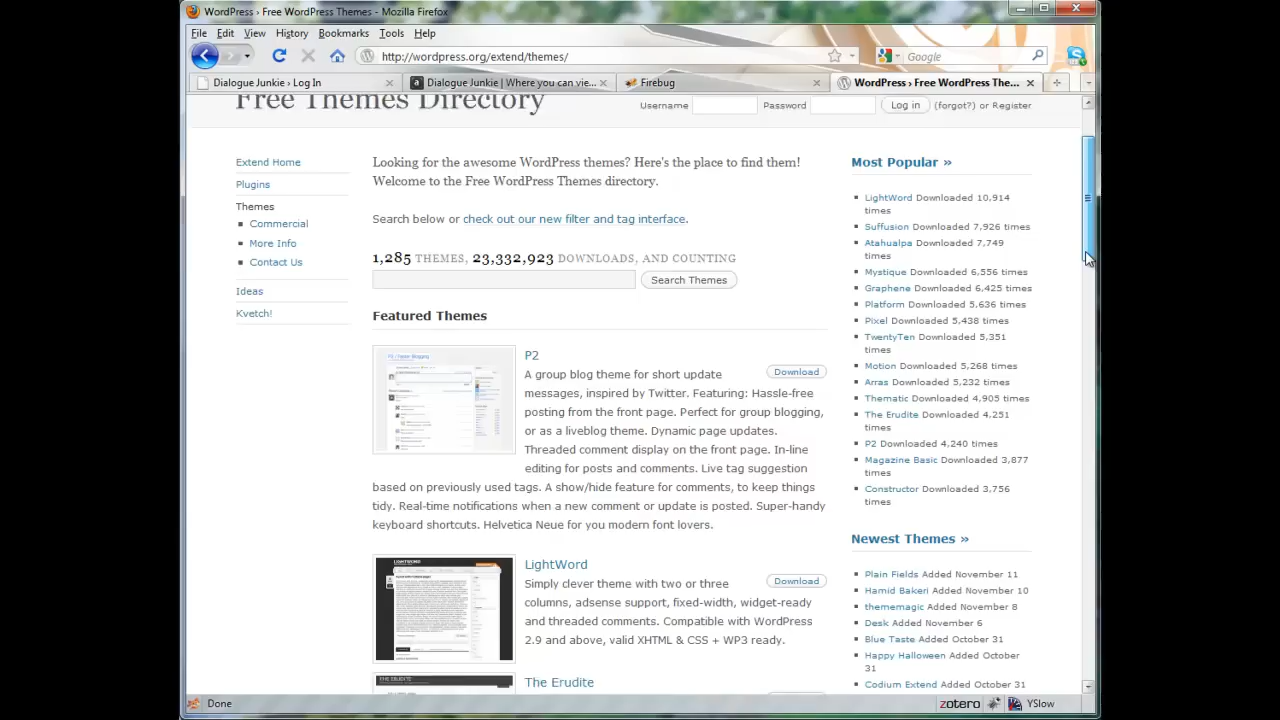 WordPress › Free WordPress Themes - Mozilla Firefox
File Edit View History Bookmarks Tools Help
http://wordpress.org/extend/themes/
Google
Dialogue Junkie › Log In
Dialogue Junkie | Where you can vie...
Firebug
WordPress › Free WordPress The...
Free Themes Directory
Username Password Log in (forgot?) or Register
Extend Home
Plugins
Themes
Commercial
More Info
Contact Us
Ideas
Kvetch!
Looking for the awesome WordPress themes? Here's the place to find them!
Welcome to the Free WordPress Themes directory.
Search below or check out our new filter and tag interface.
1,285 THEMES, 23,332,923 DOWNLOADS, AND COUNTING
Search Themes
Featured Themes
P2
Download
A group blog theme for short update
messages, inspired by Twitter. Featuring: Hassle-free
posting from the front page. Perfect for group blogging,
or as a liveblog theme. Dynamic page updates.
Threaded comment display on the front page. In-line
editing for posts and comments. Live tag suggestion
based on previously used tags. A show/hide feature for comments, to keep things
tidy. Real-time notifications when a new comment or update is posted. Super-handy
keyboard shortcuts. Helvetica Neue for you modern font lovers.
LightWord
Download
Simply clever theme with two or three
columns, adsense support, fixed-width, widget-ready
and threaded comments. Compatible with WordPress
2.9 and above, valid XHTML & CSS + WP3 ready.
THE ERUDITE
The Erudite
Most Popular »
LightWord Downloaded 10,914
times
Suffusion Downloaded 7,926 times
Atahualpa Downloaded 7,749
times
Mystique Downloaded 6,556 times
Graphene Downloaded 6,425 times
Platform Downloaded 5,636 times
Pixel Downloaded 5,438 times
TwentyTen Downloaded 5,351
times
Motion Downloaded 5,268 times
Arras Downloaded 5,232 times
Thematic Downloaded 4,905 times
The Erudite Downloaded 4,251
times
P2 Downloaded 4,240 times
Magazine Basic Downloaded 3,877
times
Constructor Downloaded 3,756
times
Newest Themes »
Plain Fields Added November 11
Hamid Bakeri Added November 10
thememagic Added November 8
Desk Added November 6
Blue Taste Added October 31
Happy Halloween Added October
31
Codium Extend Added October 31
Done
zotero
YSlow